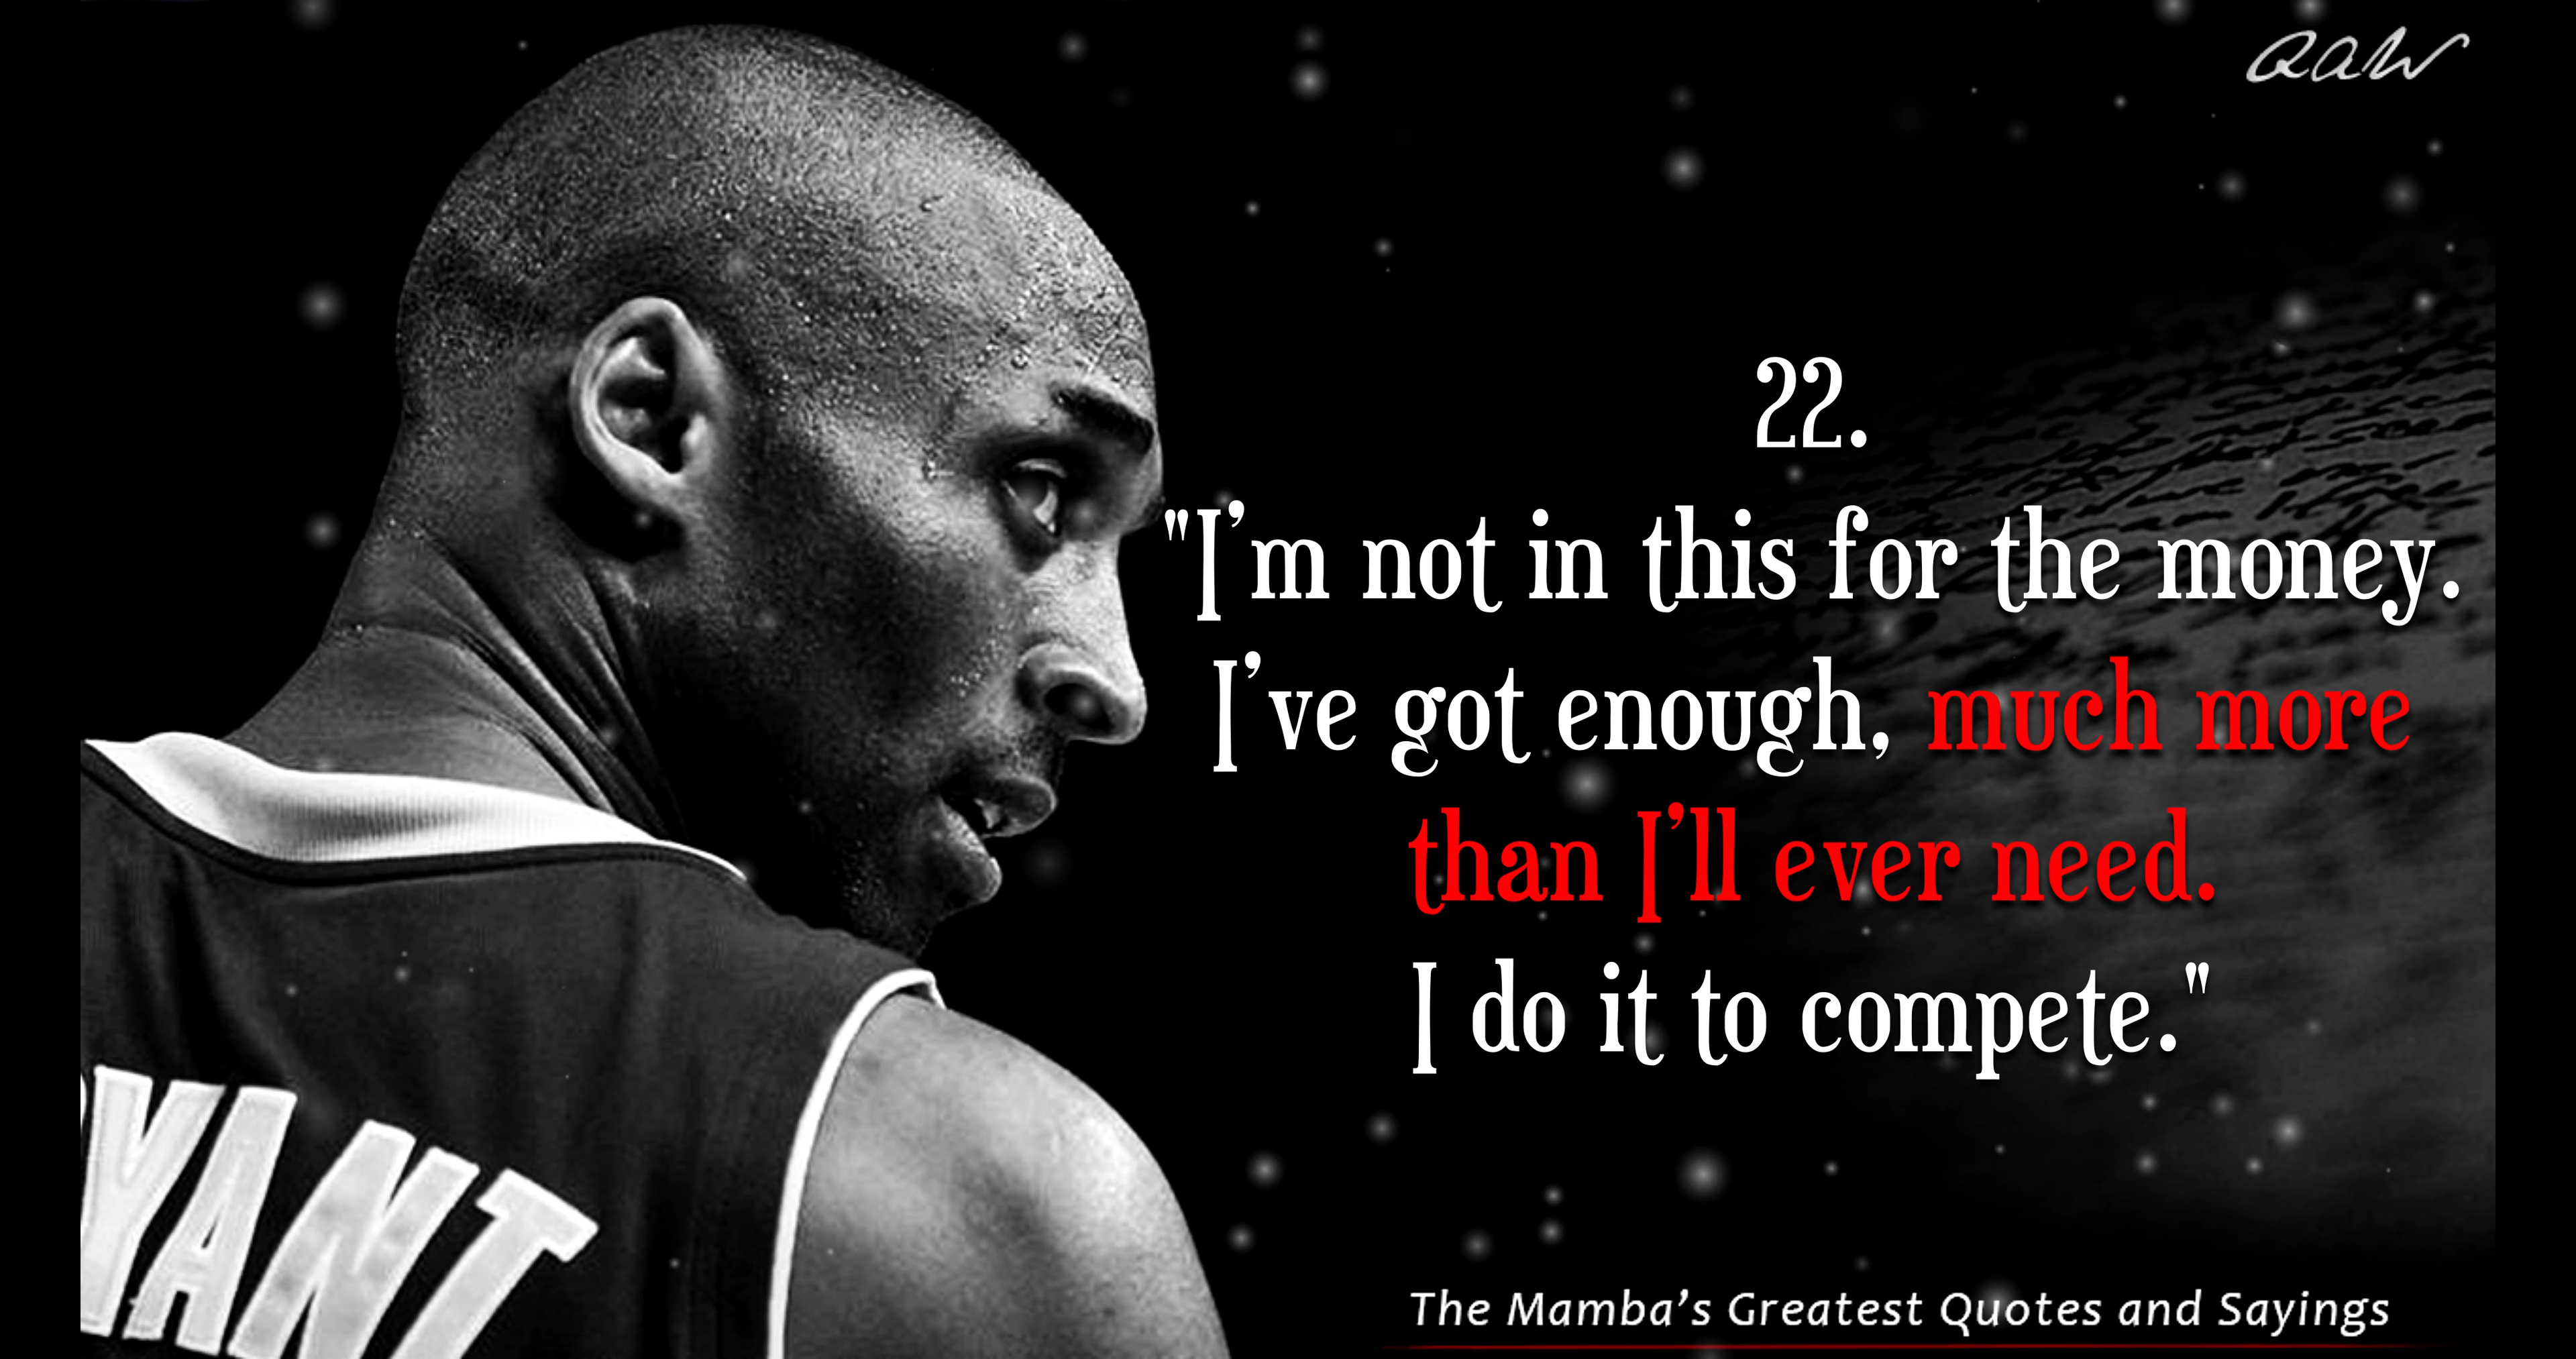 QAW
22.
"I'm not in this for the money.
I've got enough, much more
than I'll ever need.
I do it to compete."
YANT
The Mamba's Greatest Quotes and Sayings